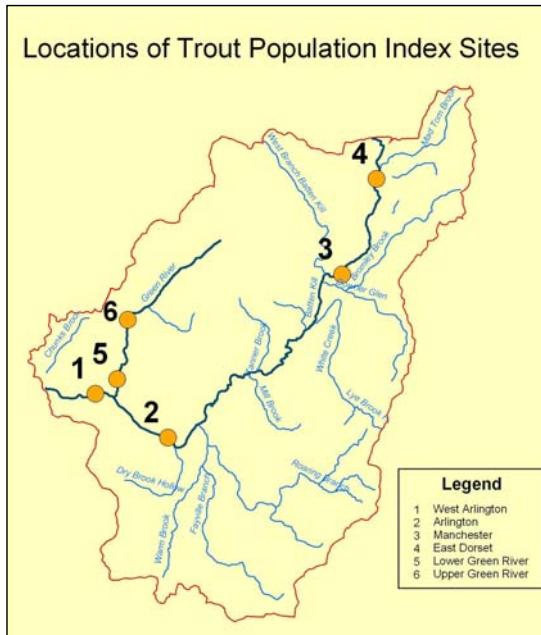 Locations of Trout Population Index Sites
Mad Tom Brook
4
West Branch Batten Kill
3
Bromley Brook
Glen
Green River
6
Batten Kill
Chunks Brook
Tanner Brook
White Creek
5
1
Mill Brook
Lye Brook
2
Roaring Branch
Dry Brook Hollow
Fayville Branch
Warm Brook
Legend
1 West Arlington
2 Arlington
3 Manchester
4 East Dorset
5 Lower Green River
6 Upper Green River